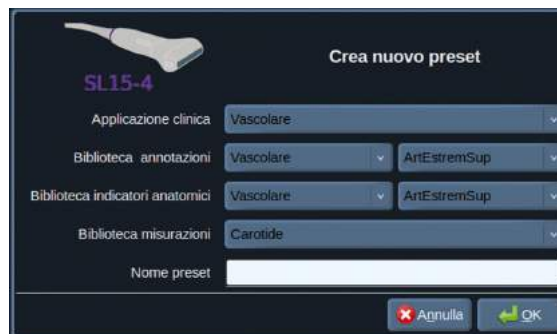 SL15-4
Crea nuovo preset
Applicazione clinica Vascolare
Biblioteca annotazioni Vascolare ArtEstremSup
Biblioteca indicatori anatomici Vascolare ArtEstremSup
Biblioteca misurazioni Carotide
Nome preset
Annulla OK